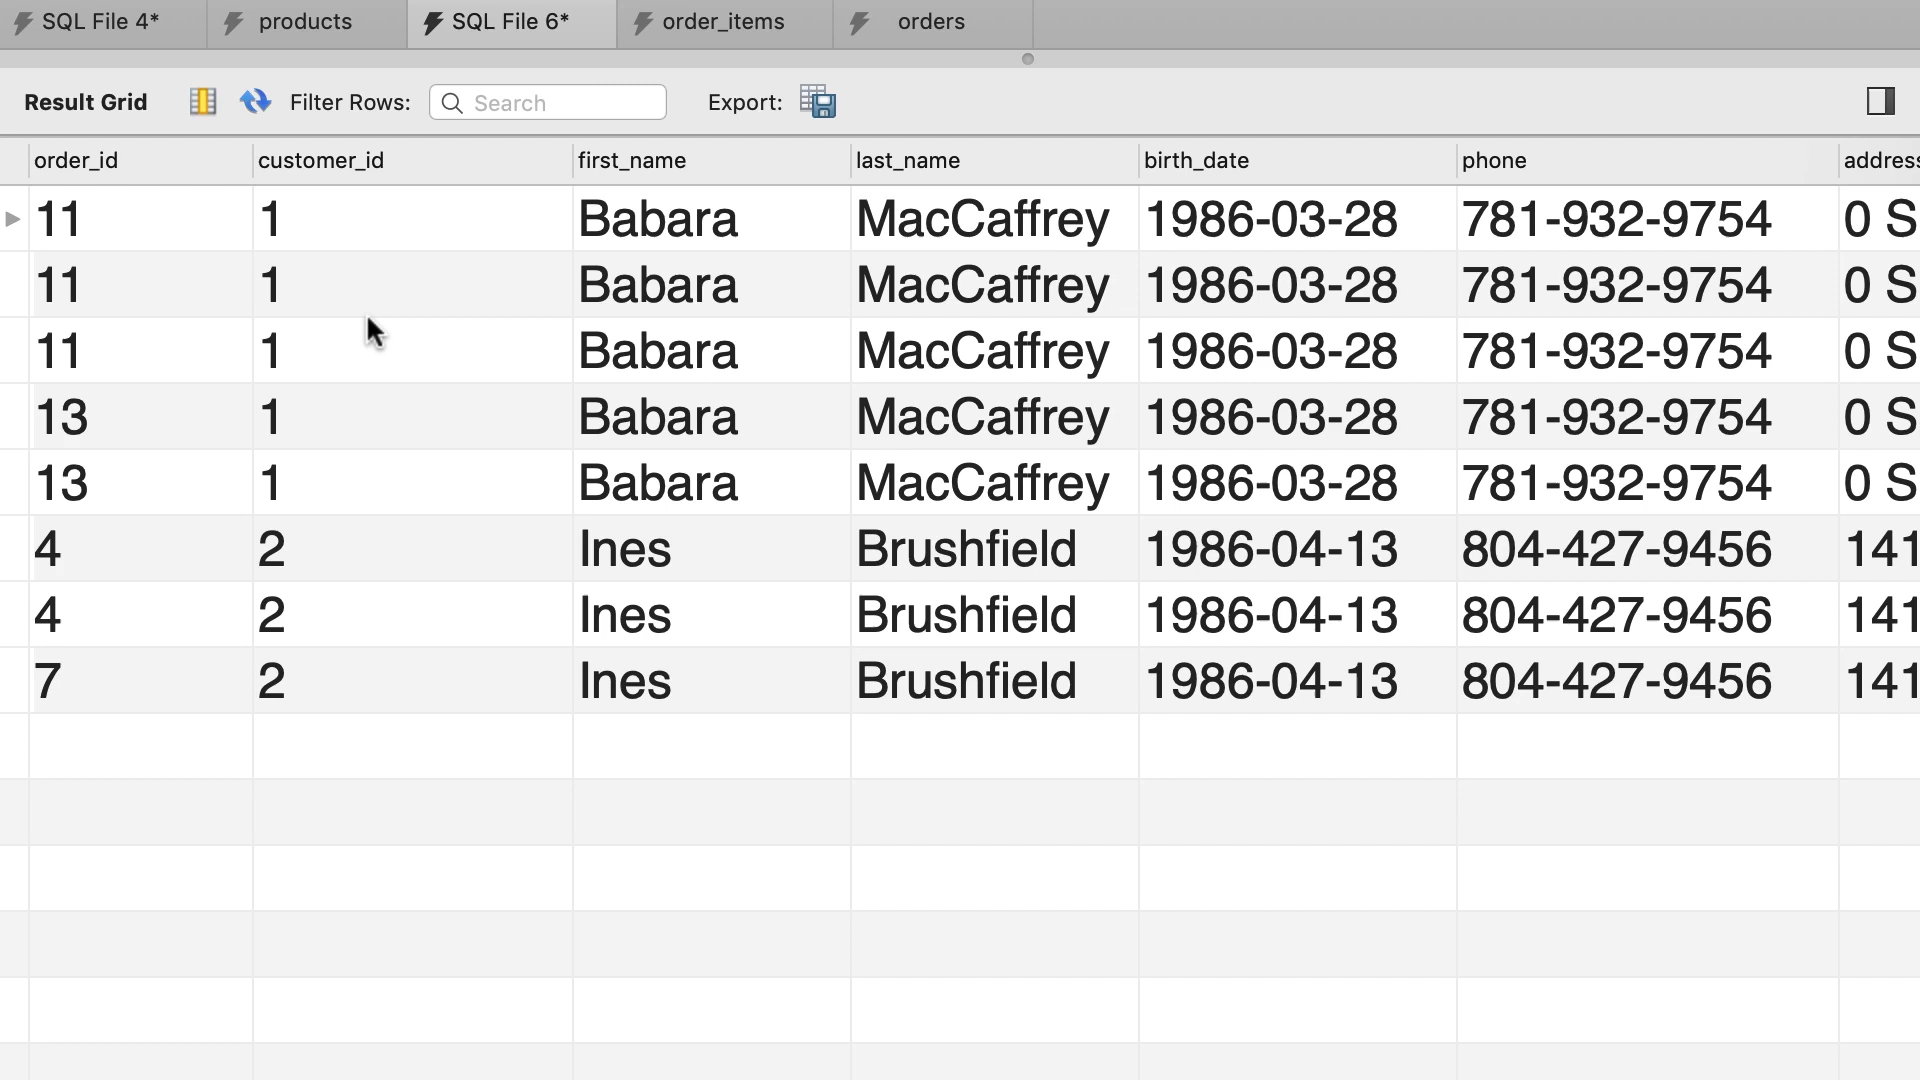 SQL File 4* products SQL File 6* order_items orders
Result Grid Filter Rows: Search Export:
order_id customer_id first_name last_name birth_date phone address
11 1 Babara MacCaffrey 1986-03-28 781-932-9754 0 S
11 1 Babara MacCaffrey 1986-03-28 781-932-9754 0 S
11 1 Babara MacCaffrey 1986-03-28 781-932-9754 0 S
13 1 Babara MacCaffrey 1986-03-28 781-932-9754 0 S
13 1 Babara MacCaffrey 1986-03-28 781-932-9754 0 S
4 2 Ines Brushfield 1986-04-13 804-427-9456 141
4 2 Ines Brushfield 1986-04-13 804-427-9456 141
7 2 Ines Brushfield 1986-04-13 804-427-9456 141